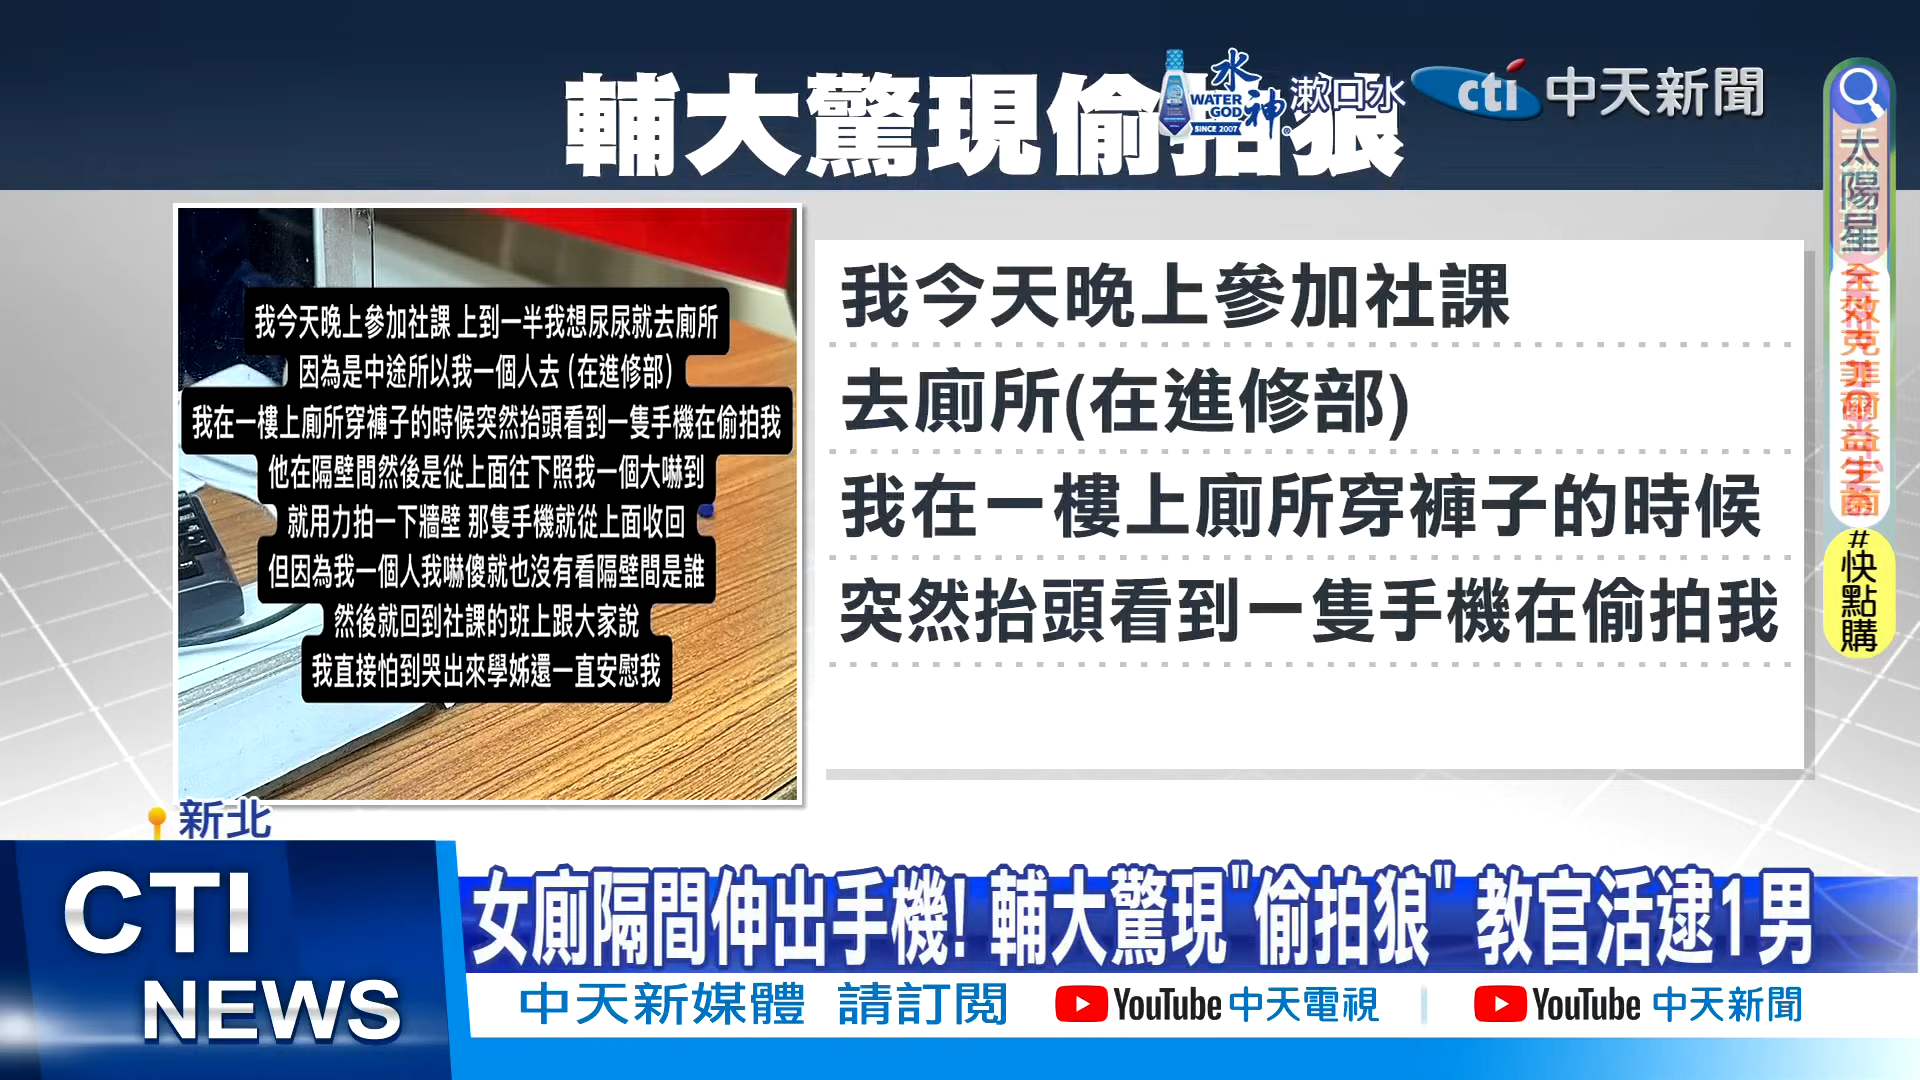 輔大驚現偷拍狼
水神
WATER GOD
SINCE 2007
漱口水
cti 中天新聞
太陽星
全效克菲爾益生菌
#快點購
我今天晚上參加社課 上到一半我想尿尿就去廁所
因為是中途所以我一個人去 (在進修部)
我在一樓上廁所穿褲子的時候突然抬頭看到一隻手機在偷拍我
他在隔壁間然後是從上面往下照我一個大嚇到
就用力拍一下牆壁 那隻手機就從上面收回
但因為我一個人我嚇傻就也沒有看隔壁間是誰
然後就回到社課的班上跟大家說
我直接怕到哭出來學姊還一直安慰我
我今天晚上參加社課
去廁所(在進修部)
我在一樓上廁所穿褲子的時候
突然抬頭看到一隻手機在偷拍我
新北
CTI NEWS
女廁隔間伸出手機! 輔大驚現"偷拍狼" 教官活逮1男
中天新媒體 請訂閱 YouTube 中天電視 | YouTube 中天新聞